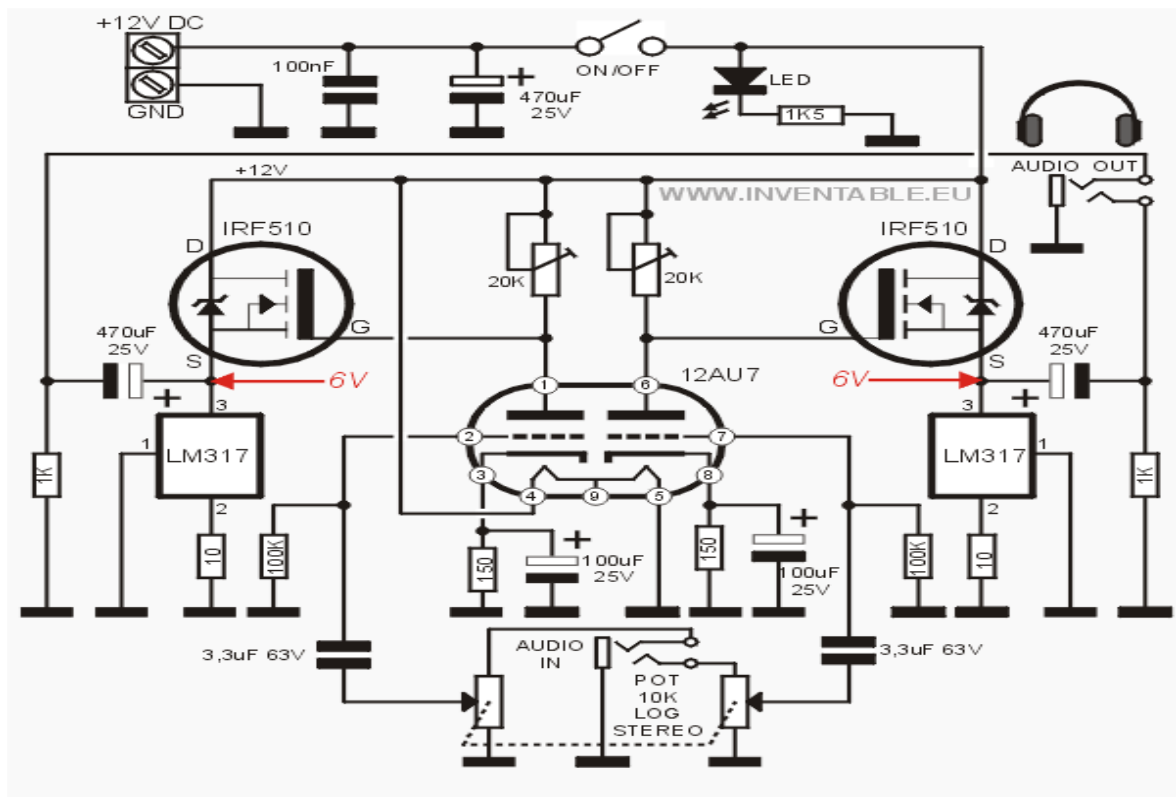 +12V DC
GND
100nF
+
470uF
25V
ON/OFF
LED
1K5
AUDIO OUT
+12V
WWW.INVENTABLE.EU
IRF510
D
G
S
20K
20K
IRF510
D
G
S
470uF
25V
+
6V
12AU7
6V
470uF
25V
+
1
6
2
7
3
8
4
9
5
3
1
LM317
2
3
1
LM317
2
1K
10
100K
150
+
100uF
25V
150
+
100uF
25V
100K
10
1K
3,3uF 63V
AUDIO
IN
POT
10K
LOG
STEREO
3,3uF 63V